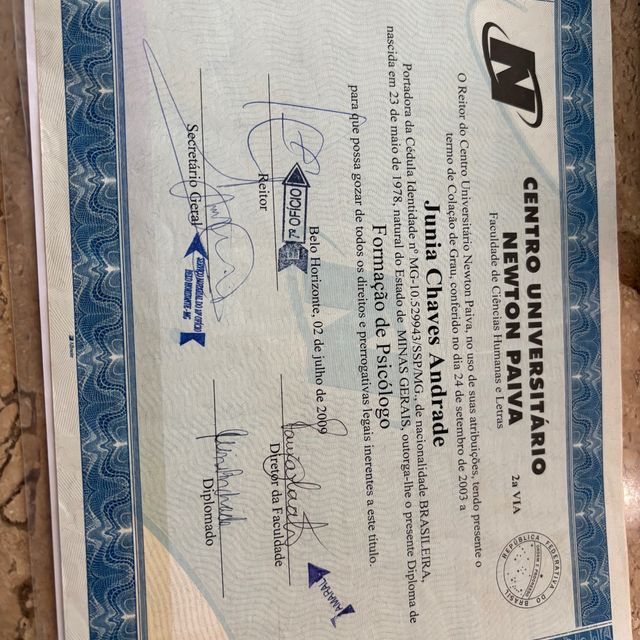 CENTRO UNIVERSITÁRIO
NEWTON PAIVA
2a VIA
Faculdade de Ciências Humanas e Letras
REPÚBLICA FEDERATIVA DO BRASIL
O Reitor do Centro Universitário Newton Paiva, no uso de suas atribuições, tendo presente o
termo de Colação de Grau, conferido no dia 24 de setembro de 2003 a
Junia Chaves Andrade
Portadora da Cédula Identidade nº MG-10.529943/SSP/MG., de nacionalidade BRASILEIRA,
nascida em 23 de maio de 1978, natural do Estado de MINAS GERAIS, outorga-lhe o presente Diploma de
Formação de Psicólogo
para que possa gozar de todos os direitos e prerrogativas legais inerentes a este título.
Belo Horizonte, 02 de julho de 2009
7º OFÍCIO
AMARAL
Reitor
Diretor da Faculdade
Secretário Geral
Diplomado